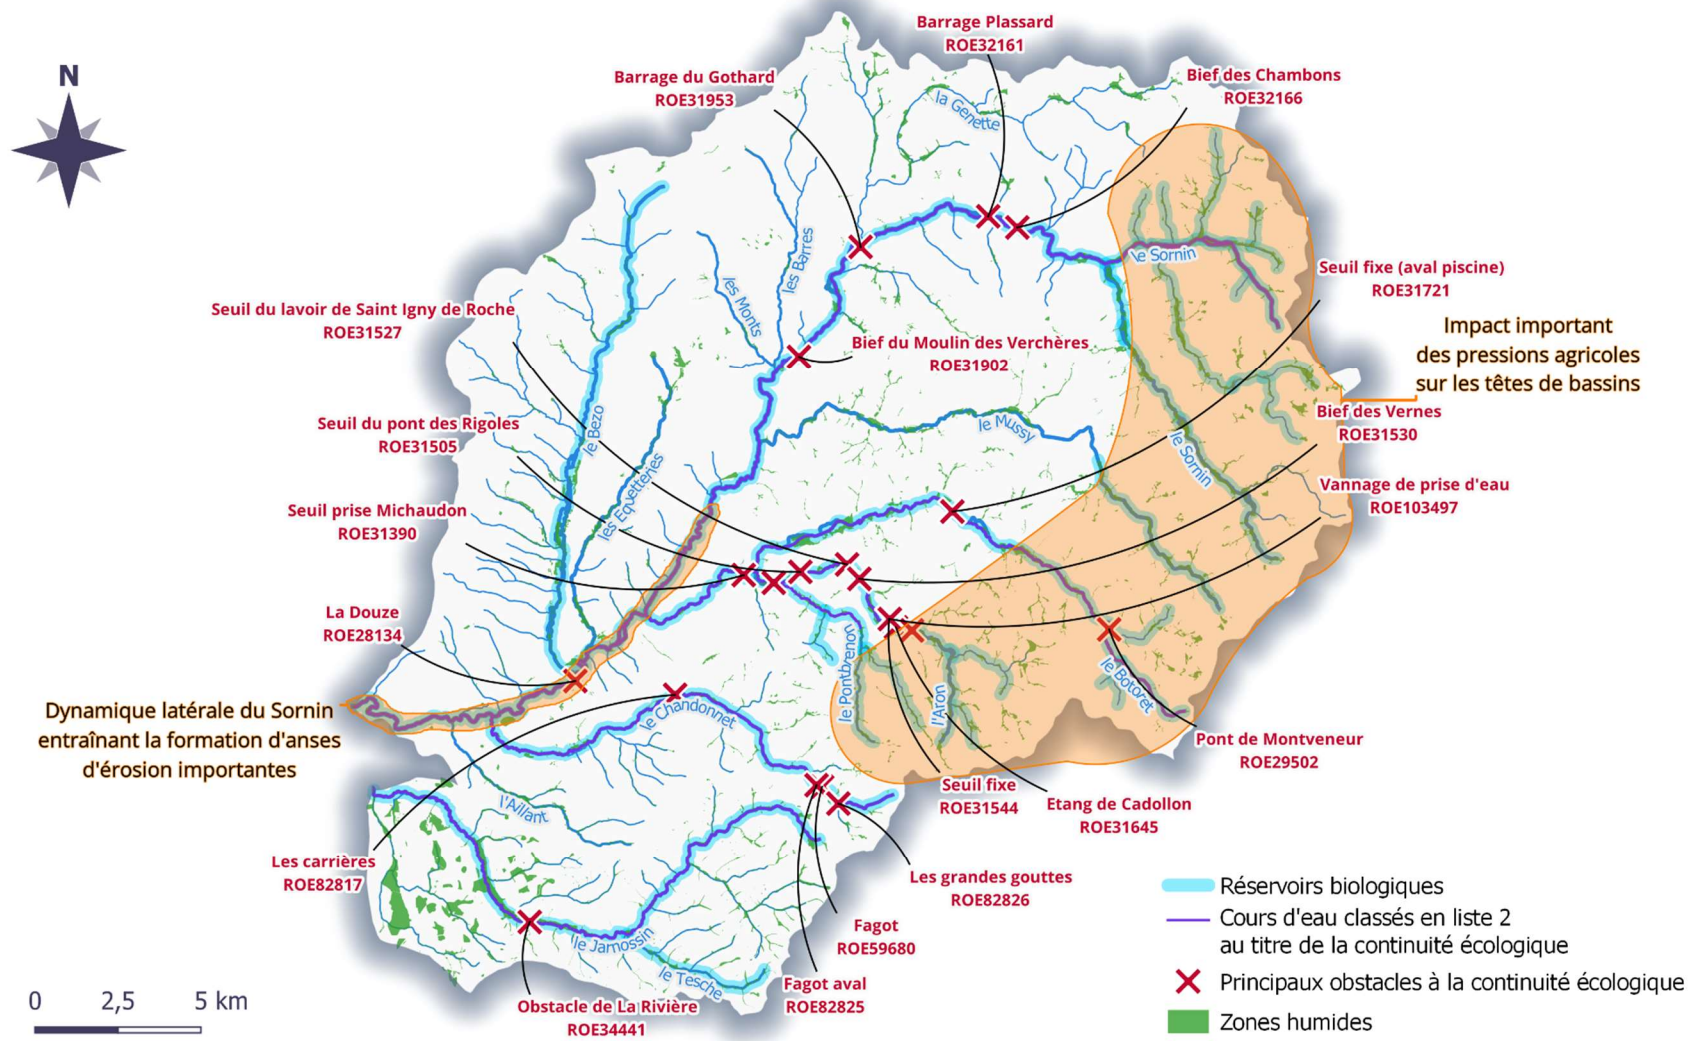 Barrage Plassard
ROE32161
N
Barrage du Gothard
ROE31953
Bief des Chambons
ROE32166
la Genette
les Barres
le Sornin
Seuil fixe (aval piscine)
ROE31721
les Monts
Seuil du lavoir de Saint Igny de Roche
ROE31527
Bief du Moulin des Verchères
ROE31902
Impact important
des pressions agricoles
sur les têtes de bassins
Seuil du pont des Rigoles
ROE31505
le Bezo
le Mussy
Bief des Vernes
ROE31530
le Sornin
les Equetteries
Vannage de prise d'eau
ROE103497
Seuil prise Michaudon
ROE31390
La Douze
ROE28134
le Pontbrenon
l'Aron
le Botoret
Dynamique latérale du Sornin
entraînant la formation d'anses
d'érosion importantes
le Chandonnet
Pont de Montveneur
ROE29502
Seuil fixe
ROE31544
Etang de Cadollon
ROE31645
l'Aillant
Les carrières
ROE82817
Les grandes gouttes
ROE82826
Fagot
ROE59680
le Jarnossin
le Tesche
Fagot aval
ROE82825
Obstacle de La Rivière
ROE34441
0 2,5 5 km
Réservoirs biologiques
Cours d'eau classés en liste 2
au titre de la continuité écologique
Principaux obstacles à la continuité écologique
Zones humides